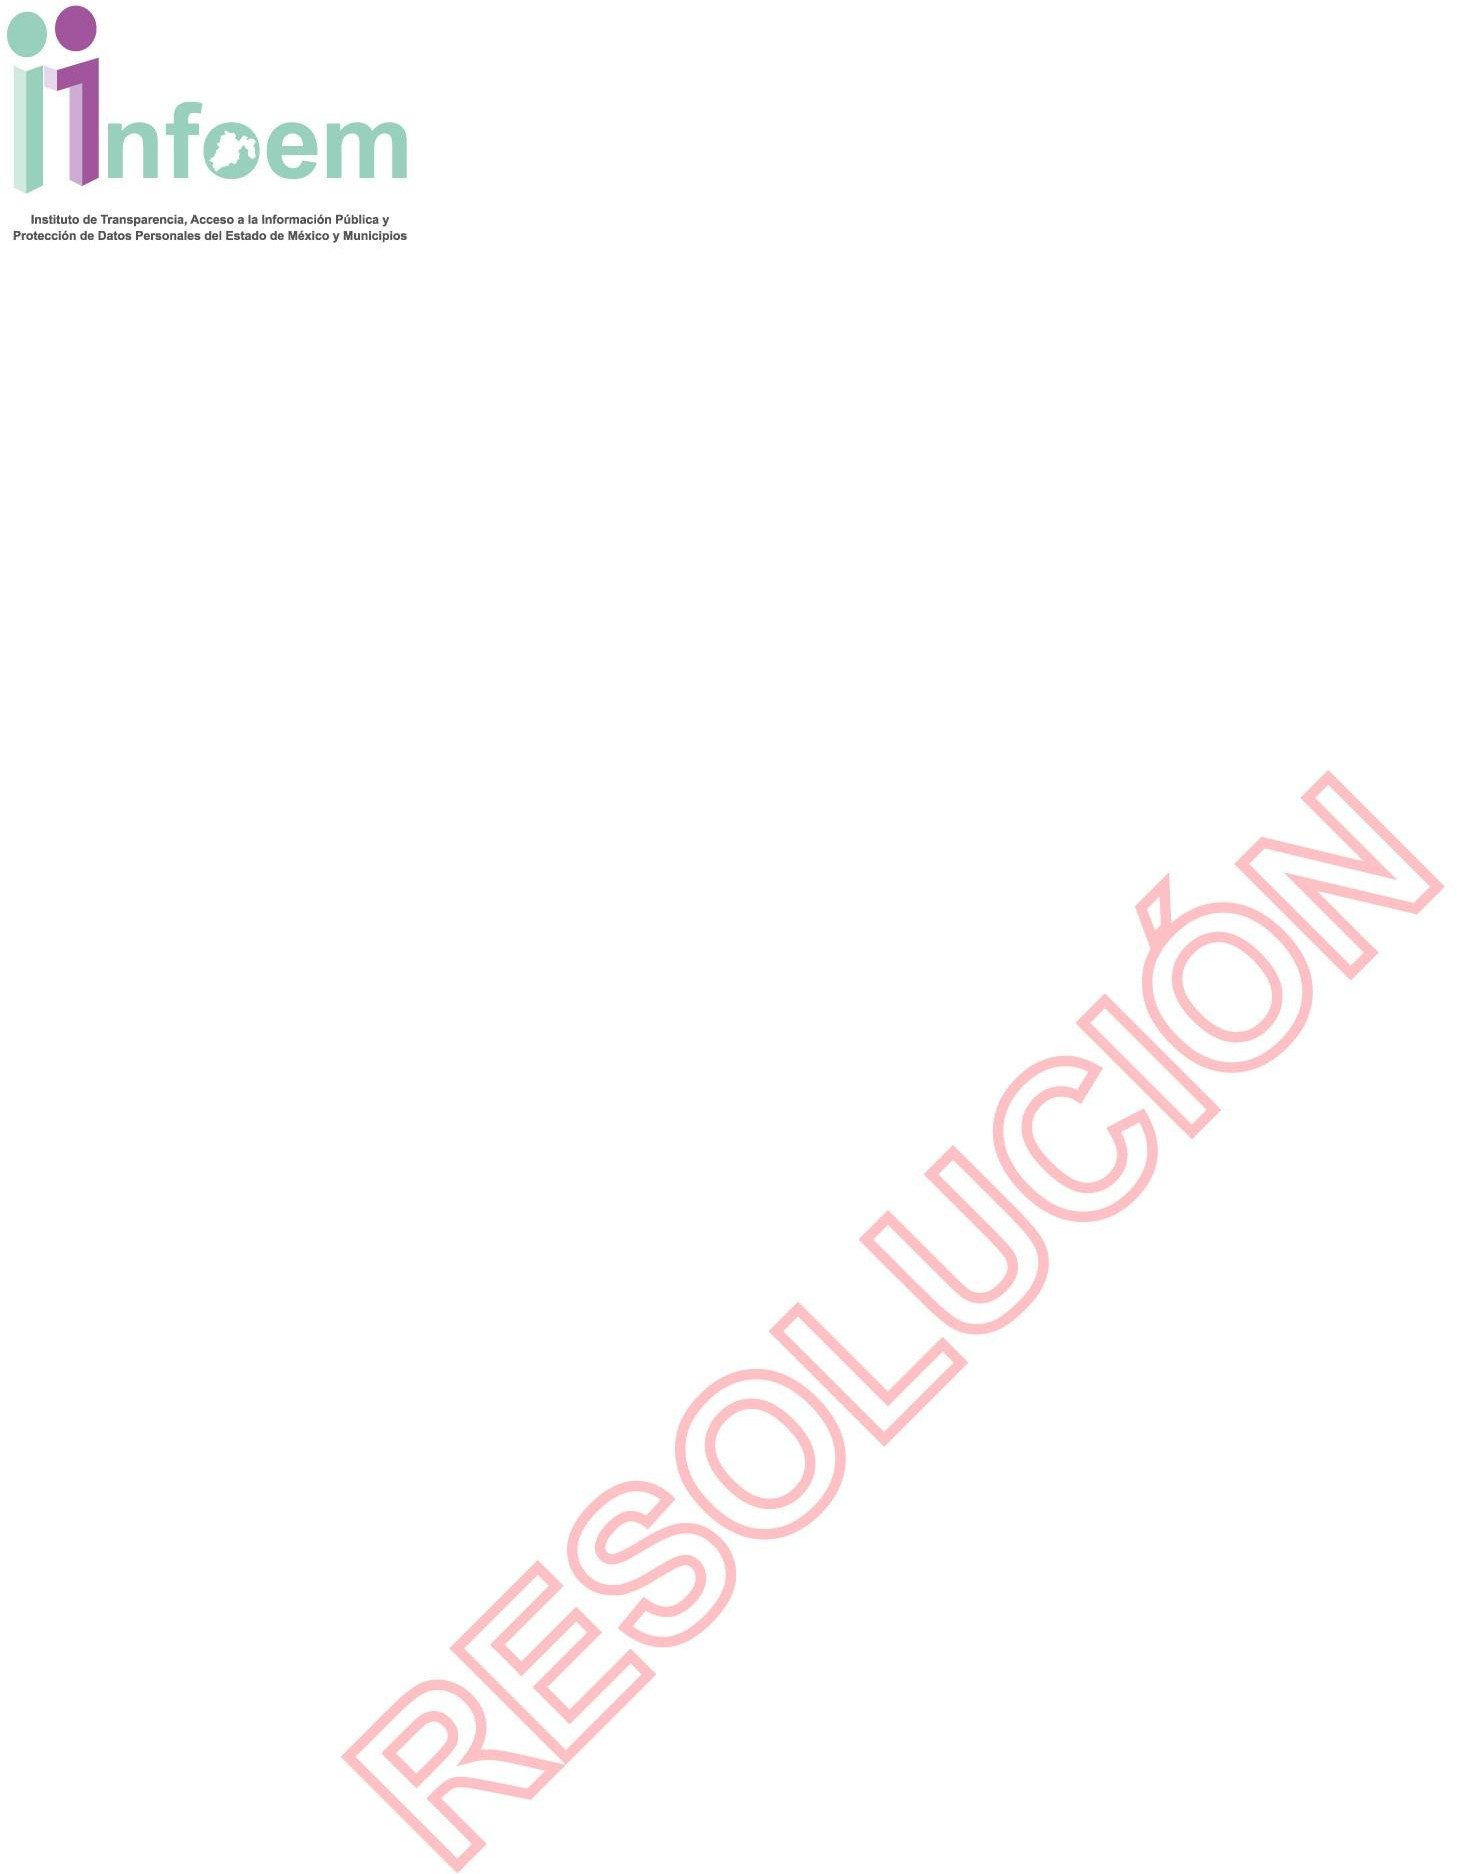 infoem
Instituto de Transparencia, Acceso a la Información Pública y
Protección de Datos Personales del Estado de México y Municipios
RESOLUCIÓN